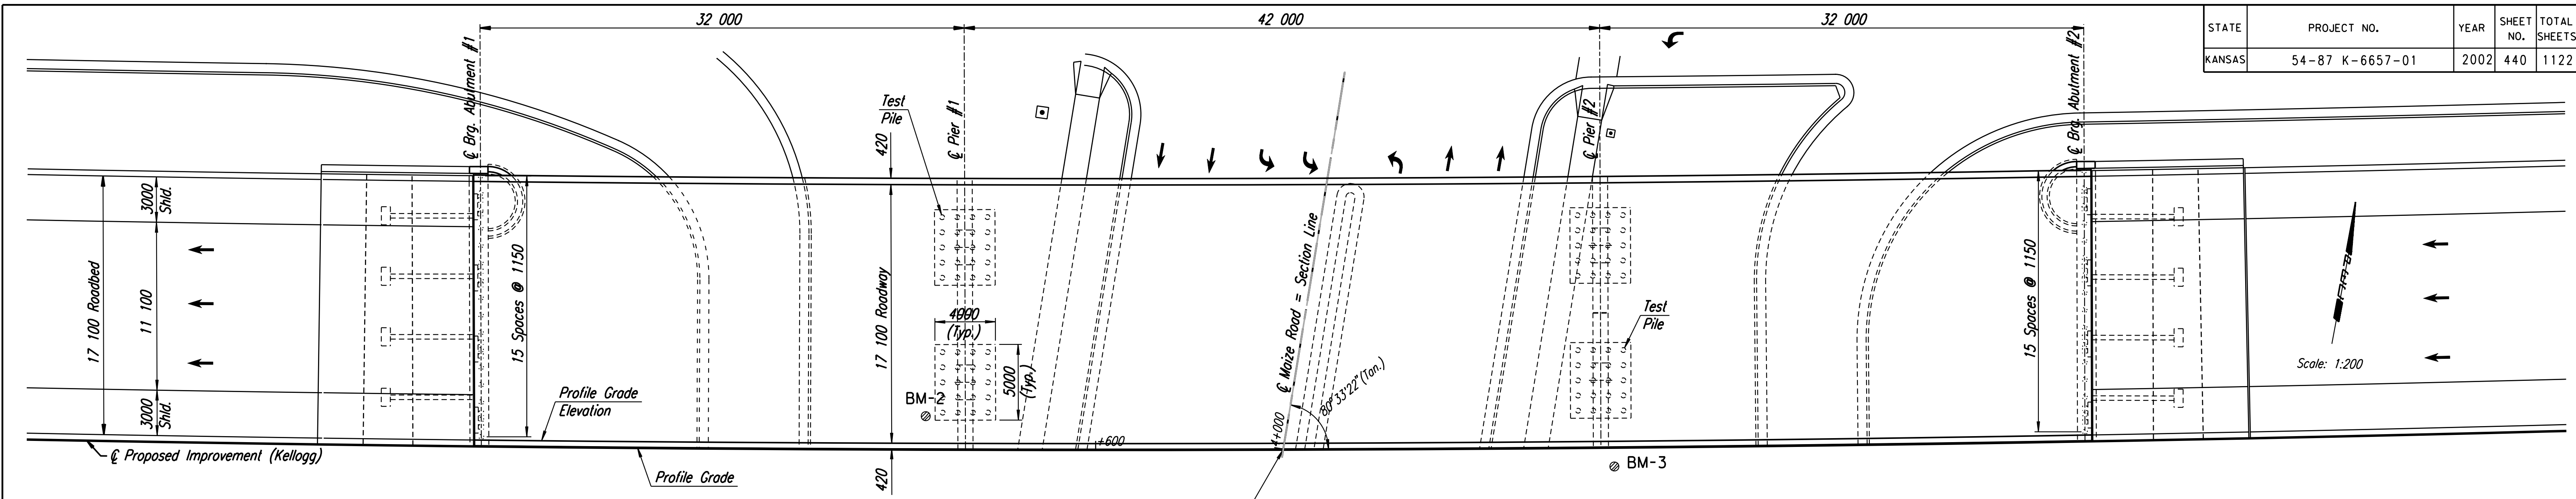 32 000
42 000
32 000
STATE
PROJECT NO.
YEAR
SHEET NO.
TOTAL SHEETS
KANSAS
54-87 K-6657-01
2002
440
1122
℄ Brg. Abutment #1
℄ Pier #1
℄ Pier #2
℄ Brg. Abutment #2
Test
Pile
420
3000
Shld.
11 100
17 100 Roadbed
3000
Shld.
15 Spaces @ 1150
17 100 Roadway
4000
(Typ.)
5000
(Typ.)
BM-2
Profile Grade
Elevation
℄ Maize Road = Section Line
80°33'22" (Tan.)
4+000
+600
Test
Pile
15 Spaces @ 1150
Scale: 1:200
℄ Proposed Improvement (Kellogg)
Profile Grade
420
BM-3